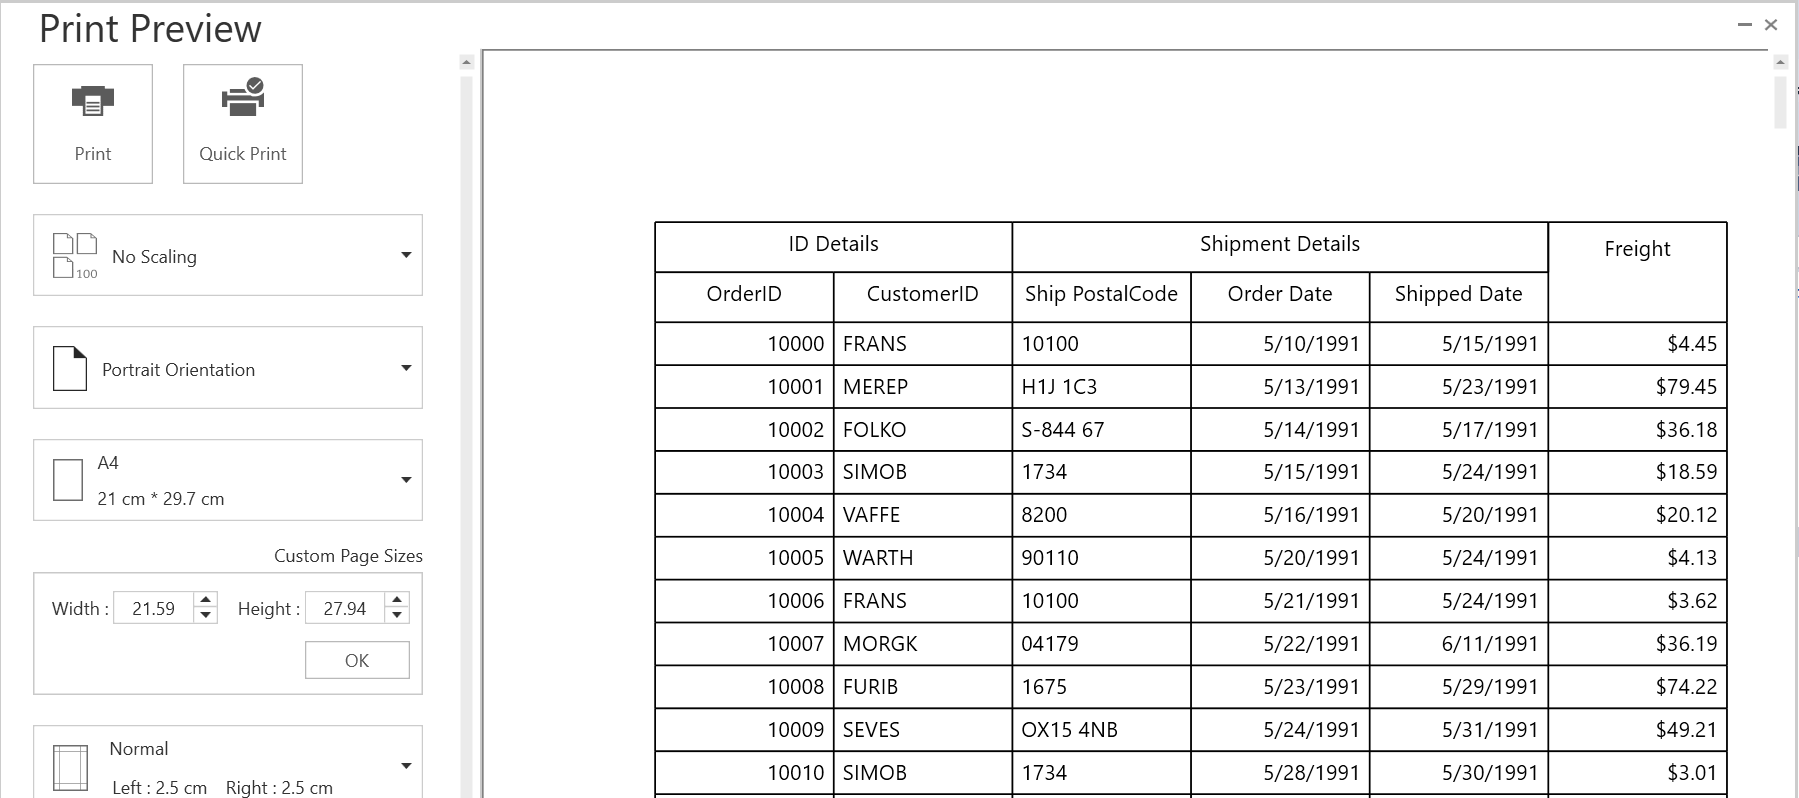 Print Preview
Print
Quick Print
100
No Scaling
Portrait Orientation
A4
21 cm * 29.7 cm
Custom Page Sizes
Width : 21.59 Height : 27.94
OK
Normal
Left : 2.5 cm Right : 2.5 cm
ID Details Shipment Details Freight
OrderID CustomerID Ship PostalCode Order Date Shipped Date
10000 FRANS 10100 5/10/1991 5/15/1991 $4.45
10001 MEREP H1J 1C3 5/13/1991 5/23/1991 $79.45
10002 FOLKO S-844 67 5/14/1991 5/17/1991 $36.18
10003 SIMOB 1734 5/15/1991 5/24/1991 $18.59
10004 VAFFE 8200 5/16/1991 5/20/1991 $20.12
10005 WARTH 90110 5/20/1991 5/24/1991 $4.13
10006 FRANS 10100 5/21/1991 5/24/1991 $3.62
10007 MORGK 04179 5/22/1991 6/11/1991 $36.19
10008 FURIB 1675 5/23/1991 5/29/1991 $74.22
10009 SEVES OX15 4NB 5/24/1991 5/31/1991 $49.21
10010 SIMOB 1734 5/28/1991 5/30/1991 $3.01